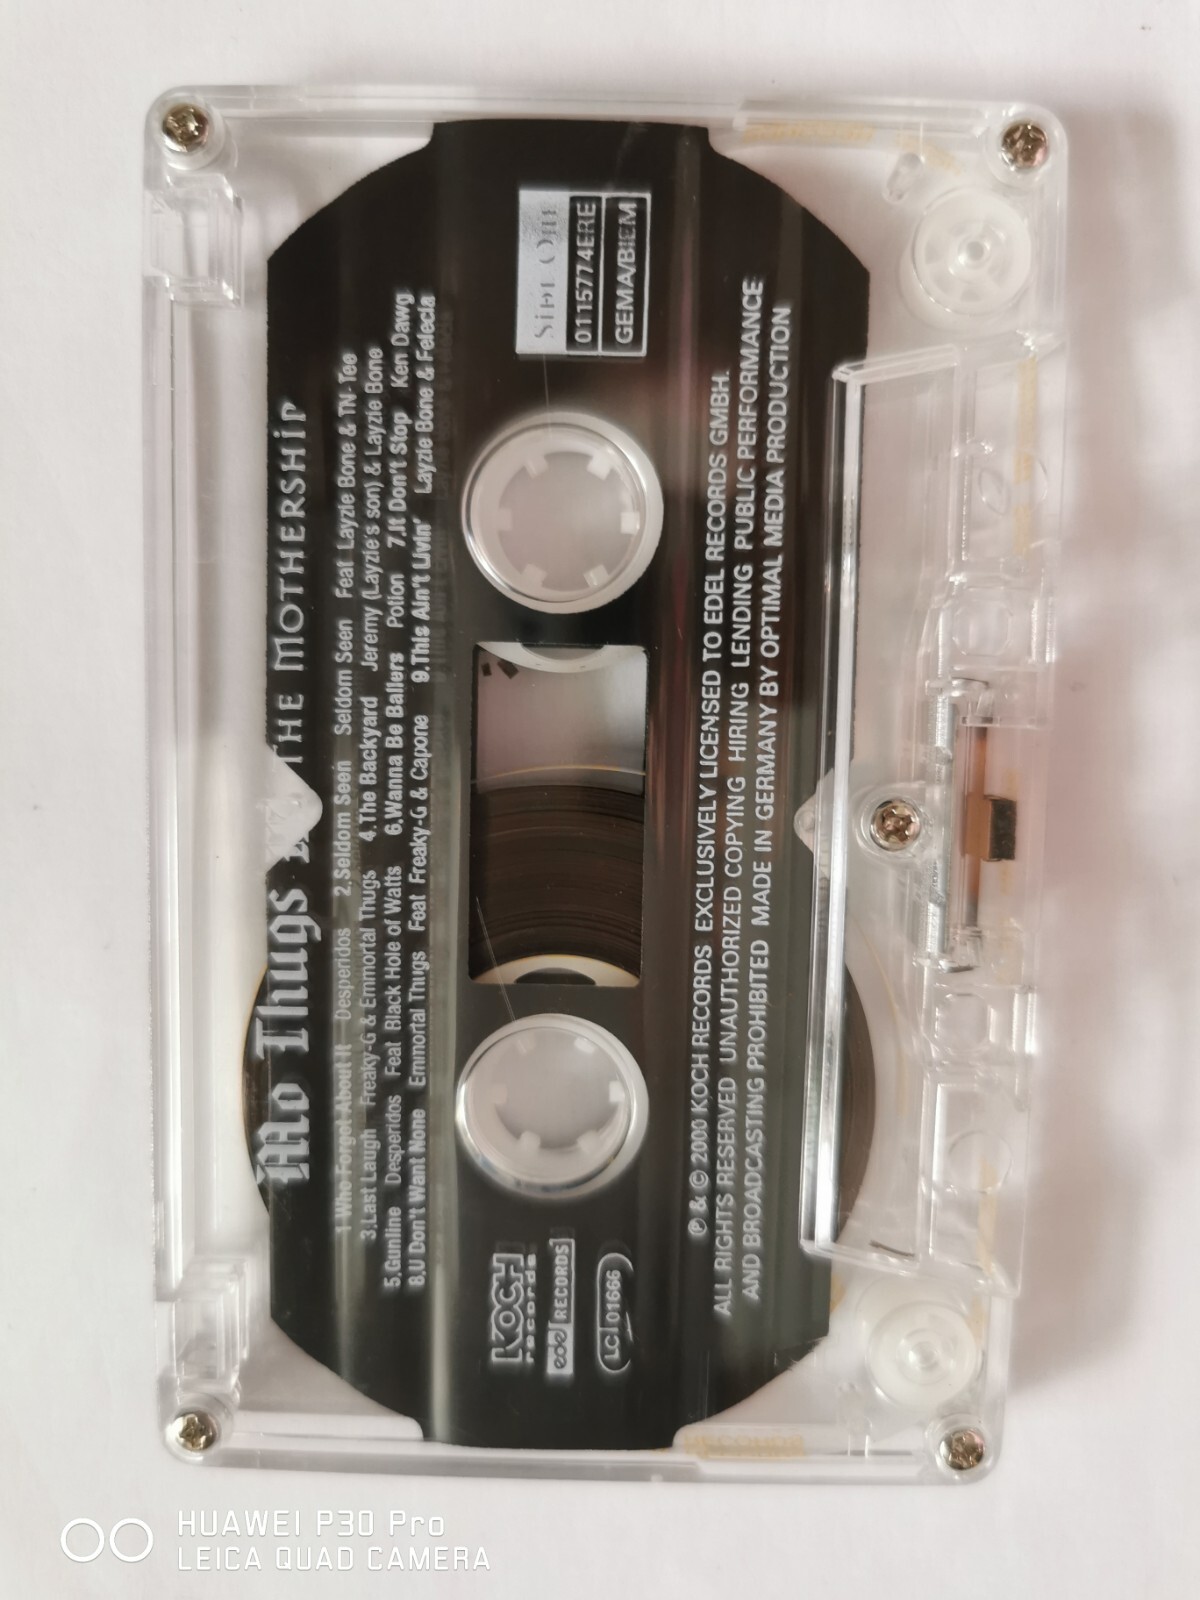 Mo Thugs THE MOTHERSHIP
1.Who Forgot About It Desperidos 2.Seldom Seen Seldom Seen Feat Layzie Bone & TN-Tee
3.Last Laugh Freaky-G & Emmortal Thugs 4.The Backyard Jeremy (Layzie's son) & Layzie Bone
5.Gunline Desperidos Feat Black Hole of Watts 6.Wanna Be Ballers Potion 7.It Don't Stop Ken Dawg
8.U Don't Want None Emmortal Thugs Feat Freaky-G & Capone 9.This Ain't Livin' Layzie Bone & Felecia
KOCH
records
edel RECORDS
LC 01666
SIDE ONE
0115774ERE
GEMA/BIEM
℗ & © 2000 KOCH RECORDS EXCLUSIVELY LICENSED TO EDEL RECORDS GMBH.
ALL RIGHTS RESERVED UNAUTHORIZED COPYING HIRING LENDING PUBLIC PERFORMANCE
AND BROADCASTING PROHIBITED MADE IN GERMANY BY OPTIMAL MEDIA PRODUCTION
HUAWEI P30 Pro
LEICA QUAD CAMERA